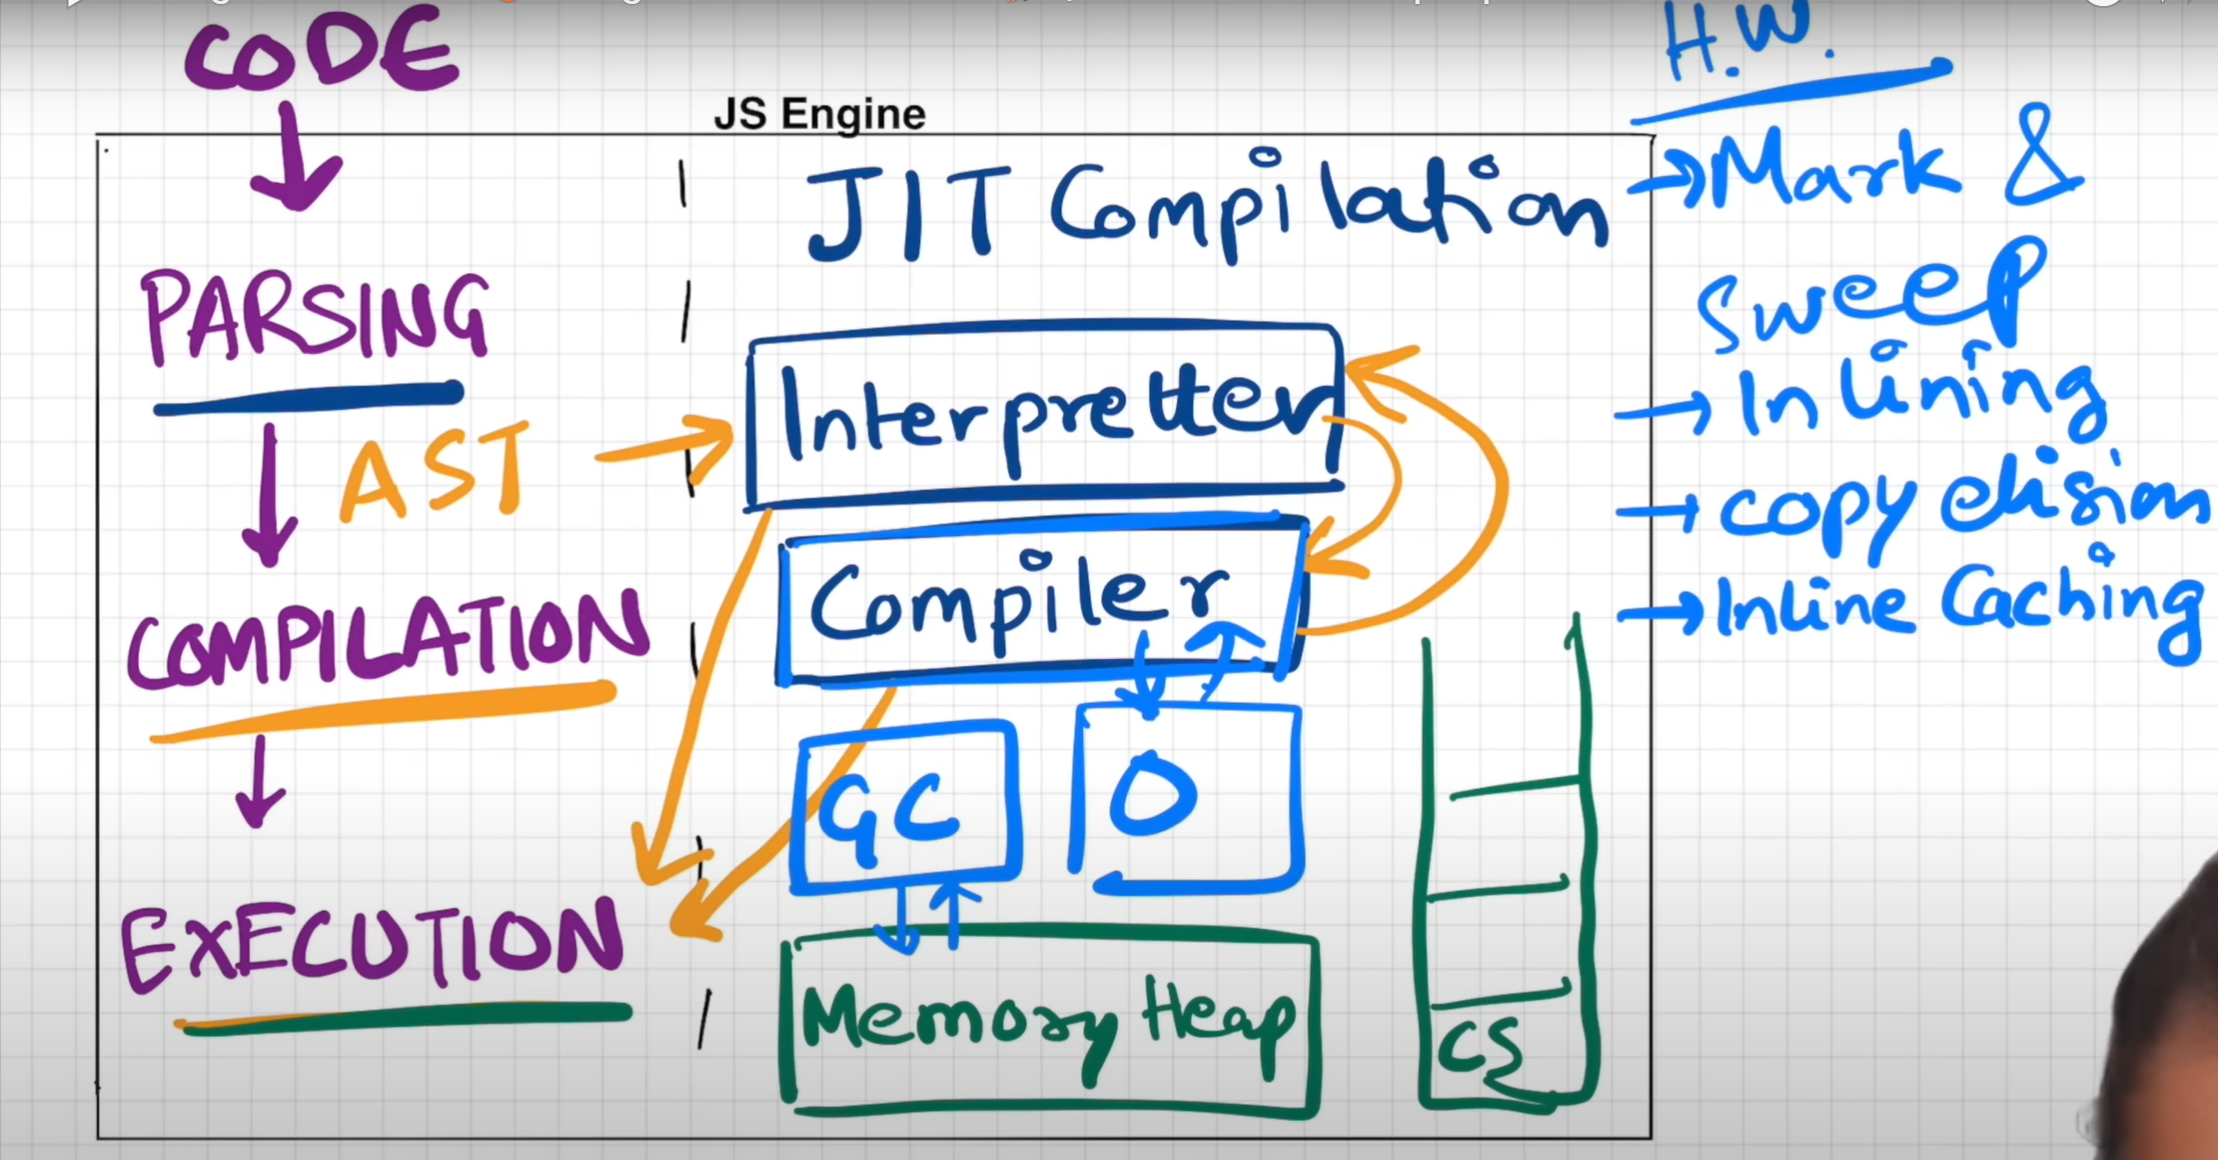 CODE
JS Engine
JIT Compilation
PARSING
AST
Interpretter
Compiler
COMPILATION
GC
O
EXECUTION
Memory Heap
CS
H.W.
→ Mark &
Sweep
→ Inlining
→ Copy elision
→ Inline Caching